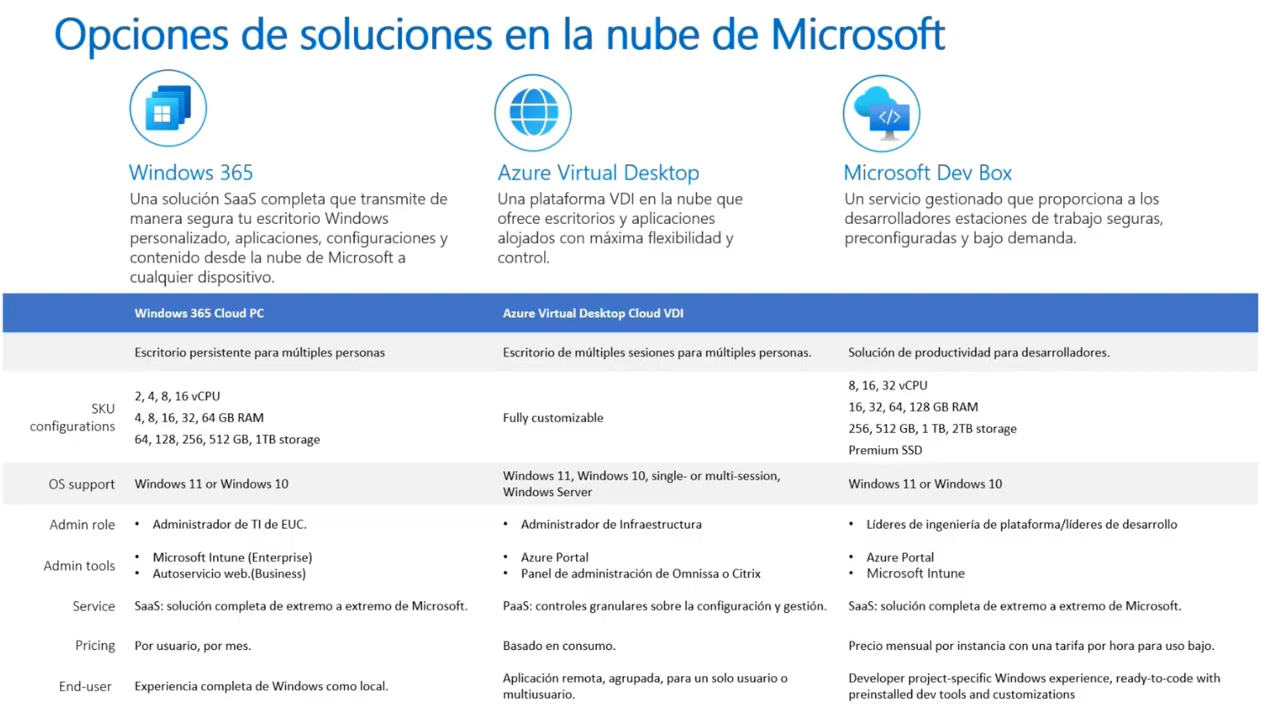 Opciones de soluciones en la nube de Microsoft
Windows 365
Una solución SaaS completa que transmite de
manera segura tu escritorio Windows
personalizado, aplicaciones, configuraciones y
contenido desde la nube de Microsoft a
cualquier dispositivo.
Azure Virtual Desktop
Una plataforma VDI en la nube que
ofrece escritorios y aplicaciones
alojados con máxima flexibilidad y
control.
</>
Microsoft Dev Box
Un servicio gestionado que proporciona a los
desarrolladores estaciones de trabajo seguras,
preconfiguradas y bajo demanda.
Windows 365 Cloud PC
Azure Virtual Desktop Cloud VDI
Escritorio persistente para múltiples personas
Escritorio de múltiples sesiones para múltiples personas.
Solución de productividad para desarrolladores.
SKU
configurations
2, 4, 8, 16 vCPU
4, 8, 16, 32, 64 GB RAM
64, 128, 256, 512 GB, 1TB storage
Fully customizable
8, 16, 32 vCPU
16, 32, 64, 128 GB RAM
256, 512 GB, 1 TB, 2TB storage
Premium SSD
OS support
Windows 11 or Windows 10
Windows 11, Windows 10, single- or multi-session,
Windows Server
Windows 11 or Windows 10
Admin role
• Administrador de TI de EUC.
• Administrador de Infraestructura
• Líderes de ingeniería de plataforma/líderes de desarrollo
Admin tools
• Microsoft Intune (Enterprise)
• Autoservicio web.(Business)
• Azure Portal
• Panel de administración de Omnissa o Citrix
• Azure Portal
• Microsoft Intune
Service
SaaS: solución completa de extremo a extremo de Microsoft.
PaaS: controles granulares sobre la configuración y gestión.
SaaS: solución completa de extremo a extremo de Microsoft.
Pricing
Por usuario, por mes.
Basado en consumo.
Precio mensual por instancia con una tarifa por hora para uso bajo.
End-user
Experiencia completa de Windows como local.
Aplicación remota, agrupada, para un solo usuario o
multiusuario.
Developer project-specific Windows experience, ready-to-code with
preinstalled dev tools and customizations